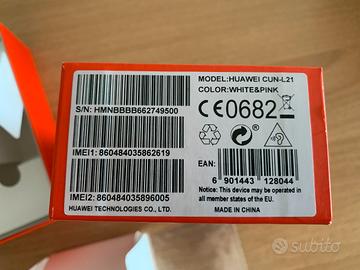 MODEL:HUAWEI CUN-L21
COLOR:WHITE&PINK
S/N: HMNBBBB662749500
CE0682
IMEI1: 860484035862619
EAN:
6 901443 128044
IMEI2: 860484035896005
HUAWEI TECHNOLOGIES CO., LTD.
Notice: This device may be operated in
all member states of the EU.
MADE IN CHINA
subito